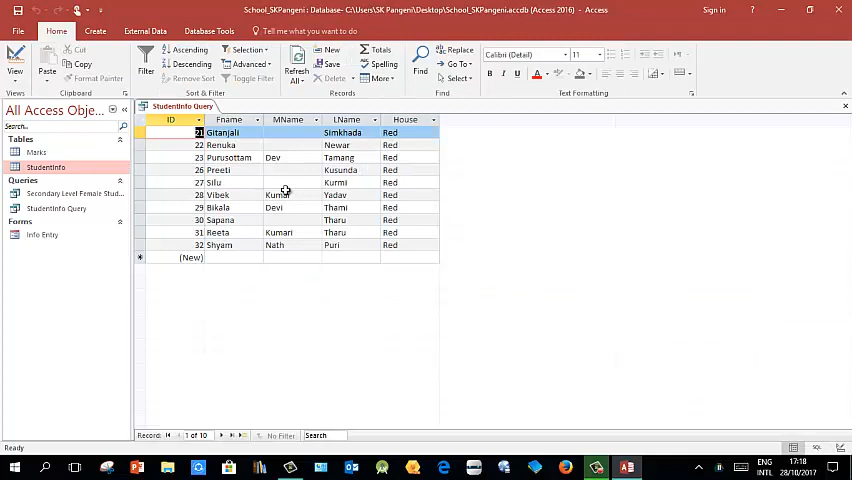 School_SKPangeni : Database- C:\Users\SK Pangeni\Desktop\School_SKPangeni.accdb (Access 2016) - Access
Sign in
File Home Create External Data Database Tools Tell me what you want to do
View
Paste
Cut
Copy
Format Painter
Clipboard
Filter
Ascending
Descending
Remove Sort
Selection
Advanced
Toggle Filter
Sort & Filter
Refresh All
New
Save
Delete
Totals
Spelling
More
Records
Find
Replace
Go To
Select
Find
Calibri (Detail) 11
B I U
Text Formatting
Views
All Access Obje...
Search...
Tables
Marks
StudentInfo
Queries
Secondary Level Female Stud...
StudentInfo Query
Forms
Info Entry
StudentInfo Query
ID Fname MName LName House
21 Gitanjali Simkhada Red
22 Renuka Newar Red
23 Purusottam Dev Tamang Red
26 Preeti Kusunda Red
27 Silu Kurmi Red
28 Vibek Kumar Yadav Red
29 Bikala Devi Thami Red
30 Sapana Tharu Red
31 Reeta Kumari Tharu Red
32 Shyam Nath Puri Red
(New)
Record: 1 of 10 No Filter Search
Ready
SQL
ENG
INTL
17:18
28/10/2017